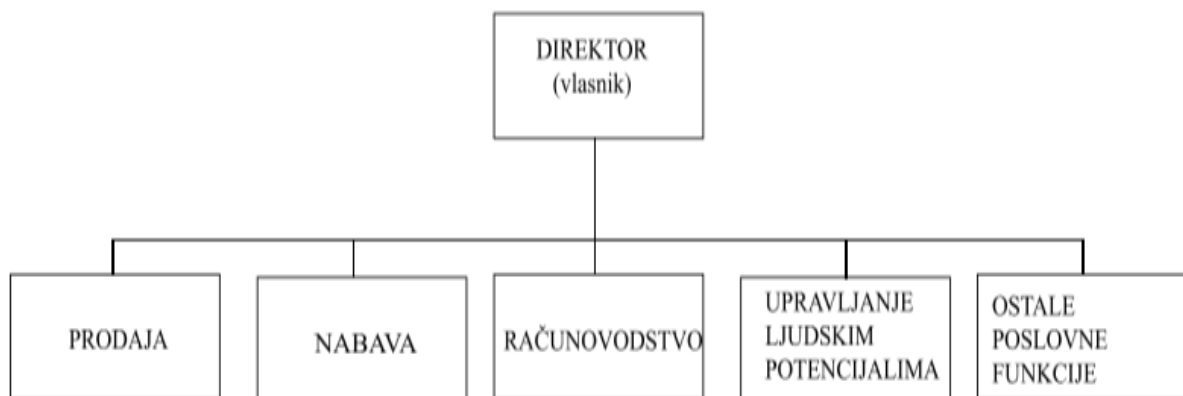 DIREKTOR
(vlasnik)
PRODAJA
NABAVA
RAČUNOVODSTVO
UPRAVLJANJE
LJUDSKIM
POTENCIJALIMA
OSTALE
POSLOVNE
FUNKCIJE